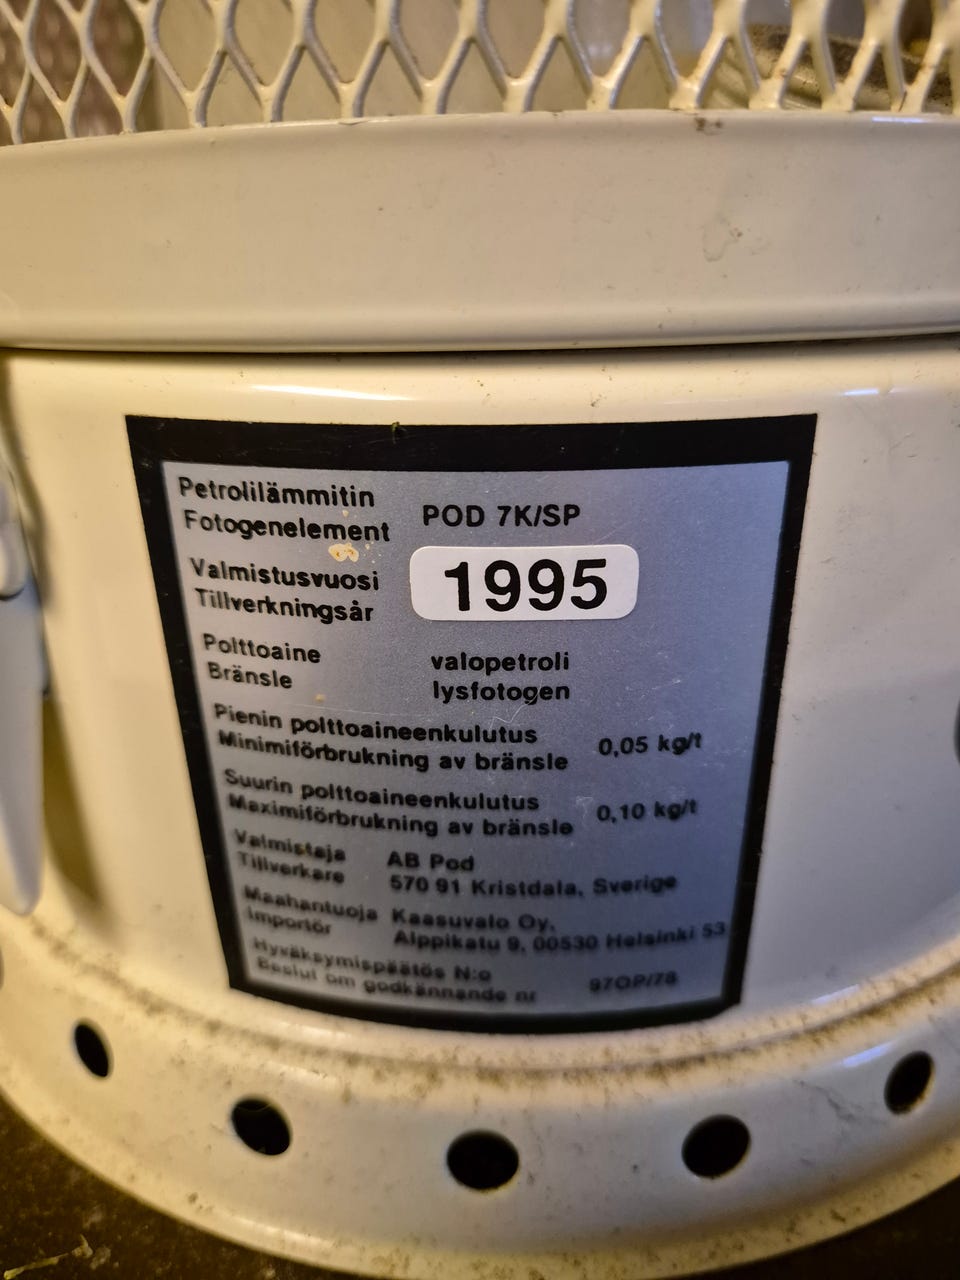 Petrolilämmitin
Fotogenelement POD 7K/SP
Valmistusvuosi
Tillverkningsår 1995
Polttoaine valopetroli
Bränsle lysfotogen
Pienin polttoaineenkulutus
Minimiförbrukning av bränsle 0,05 kg/t
Suurin polttoaineenkulutus
Maximiförbrukning av bränsle 0,10 kg/t
Valmistaja AB Pod
Tillverkare 570 91 Kristdala, Sverige
Maahantuoja Kaasuvalo Oy,
Importör Alppikatu 9, 00530 Helsinki 53
Hyväksymispäätös N:o
Beslut om godkännande nr 97OP/78